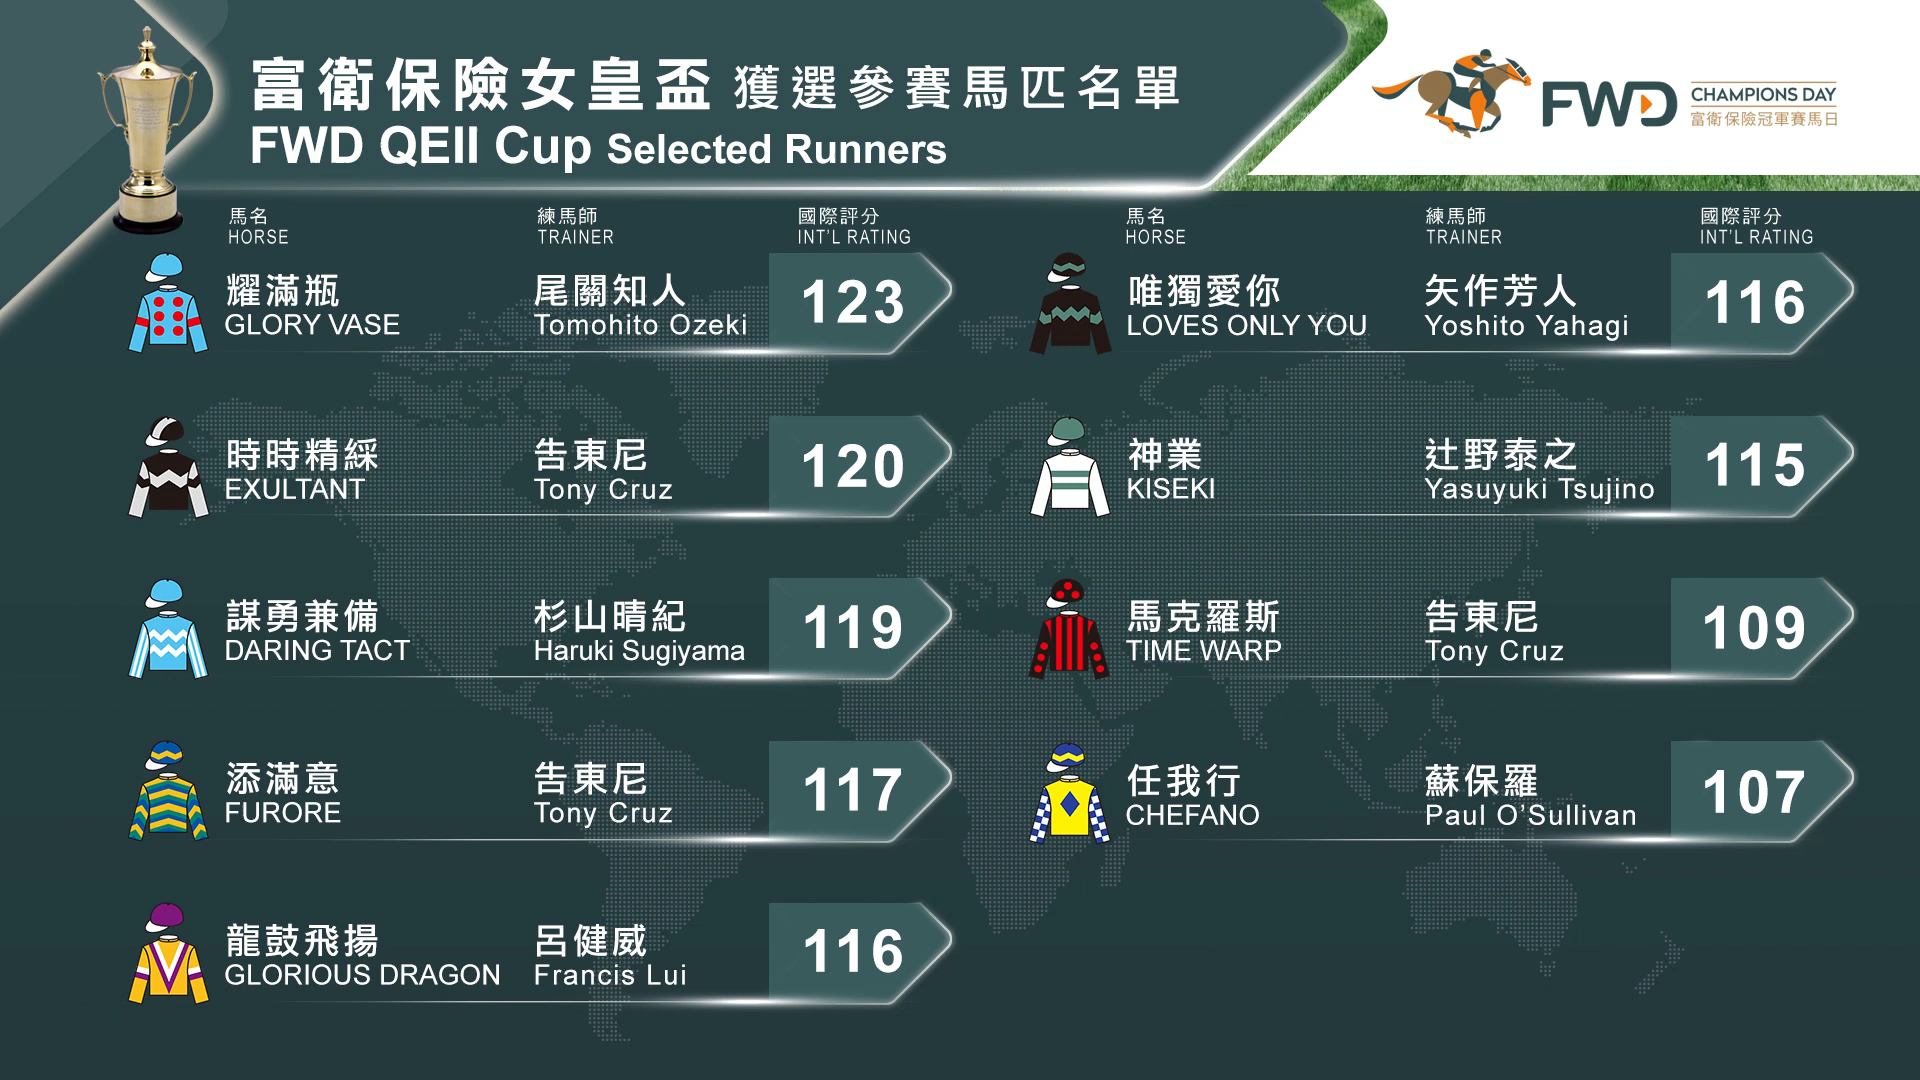 富衛保險女皇盃 獲選參賽馬匹名單
FWD QEII Cup Selected Runners
FWD
CHAMPIONS DAY
富衛保險冠軍賽馬日
馬名 練馬師 國際評分
HORSE TRAINER INT'L RATING
耀滿瓶 尾關知人
GLORY VASE Tomohito Ozeki
123
時時精綵 告東尼
EXULTANT Tony Cruz
120
謀勇兼備 杉山晴紀
DARING TACT Haruki Sugiyama
119
添滿意 告東尼
FURORE Tony Cruz
117
龍鼓飛揚 呂健威
GLORIOUS DRAGON Francis Lui
116
馬名 練馬師 國際評分
HORSE TRAINER INT'L RATING
唯獨愛你 矢作芳人
LOVES ONLY YOU Yoshito Yahagi
116
神業 辻野泰之
KISEKI Yasuyuki Tsujino
115
馬克羅斯 告東尼
TIME WARP Tony Cruz
109
任我行 蘇保羅
CHEFANO Paul O’Sullivan
107